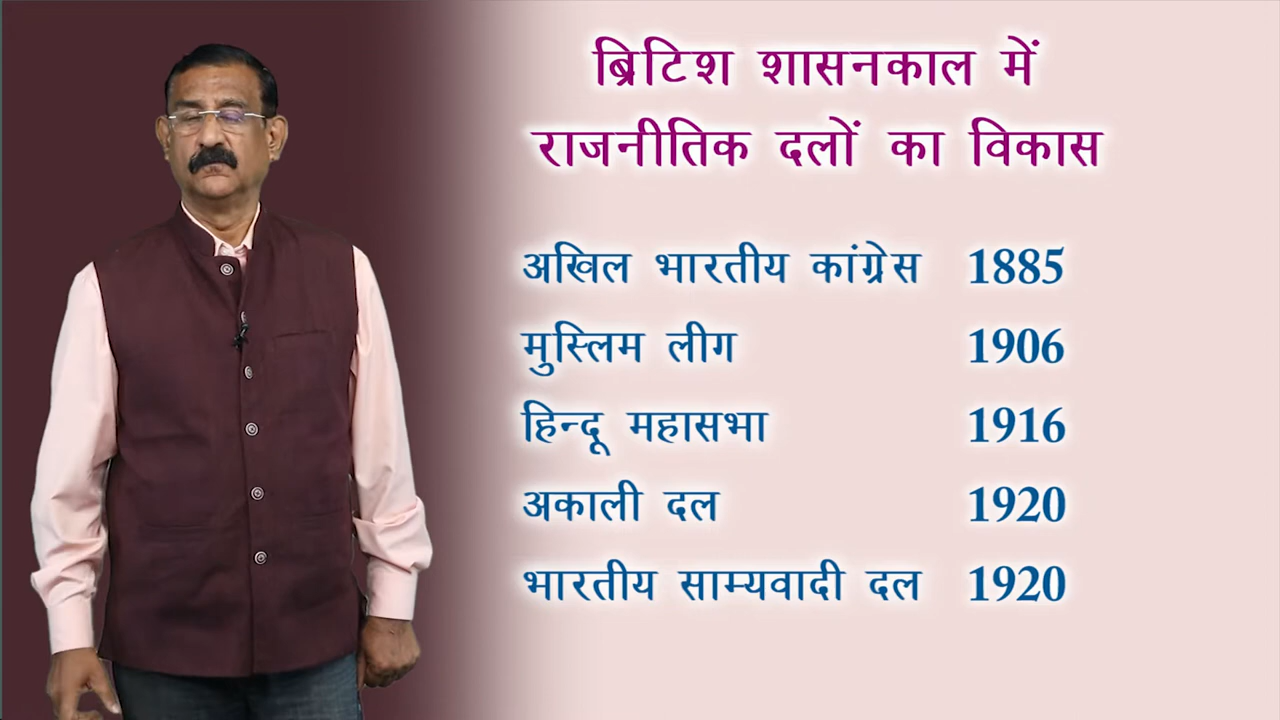 ब्रिटिश शासनकाल में
राजनीतिक दलों का विकास
अखिल भारतीय कांग्रेस 1885
मुस्लिम लीग 1906
हिन्दू महासभा 1916
अकाली दल 1920
भारतीय साम्यवादी दल 1920